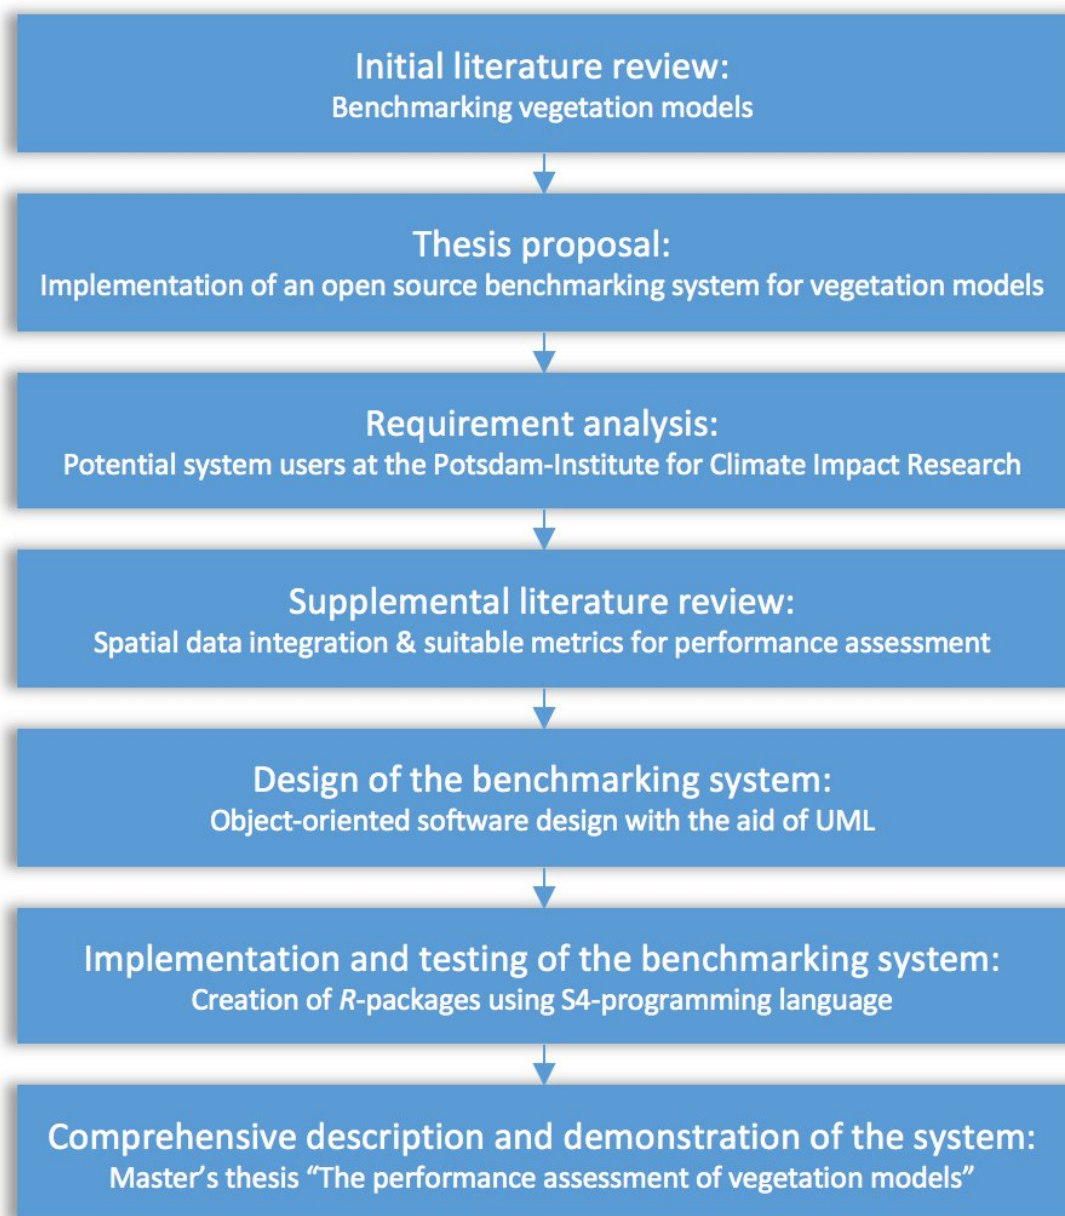 Initial literature review:
Benchmarking vegetation models
Thesis proposal:
Implementation of an open source benchmarking system for vegetation models
Requirement analysis:
Potential system users at the Potsdam-Institute for Climate Impact Research
Supplemental literature review:
Spatial data integration & suitable metrics for performance assessment
Design of the benchmarking system:
Object-oriented software design with the aid of UML
Implementation and testing of the benchmarking system:
Creation of R-packages using S4-programming language
Comprehensive description and demonstration of the system:
Master’s thesis “The performance assessment of vegetation models”